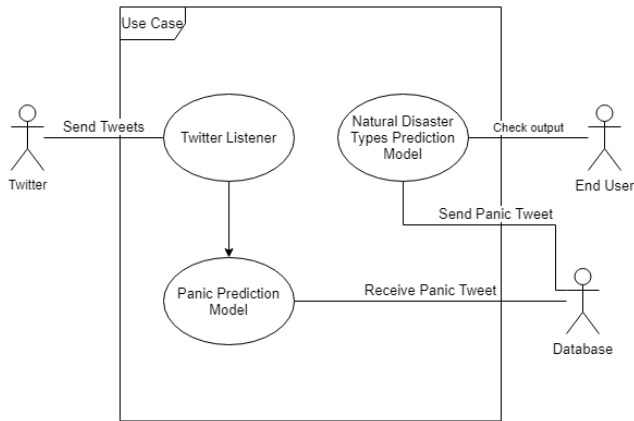 Use Case
Send Tweets
Twitter Listener
Natural Disaster
Types Prediction
Model
Check output
Twitter
End User
Send Panic Tweet
Panic Prediction
Model
Receive Panic Tweet
Database